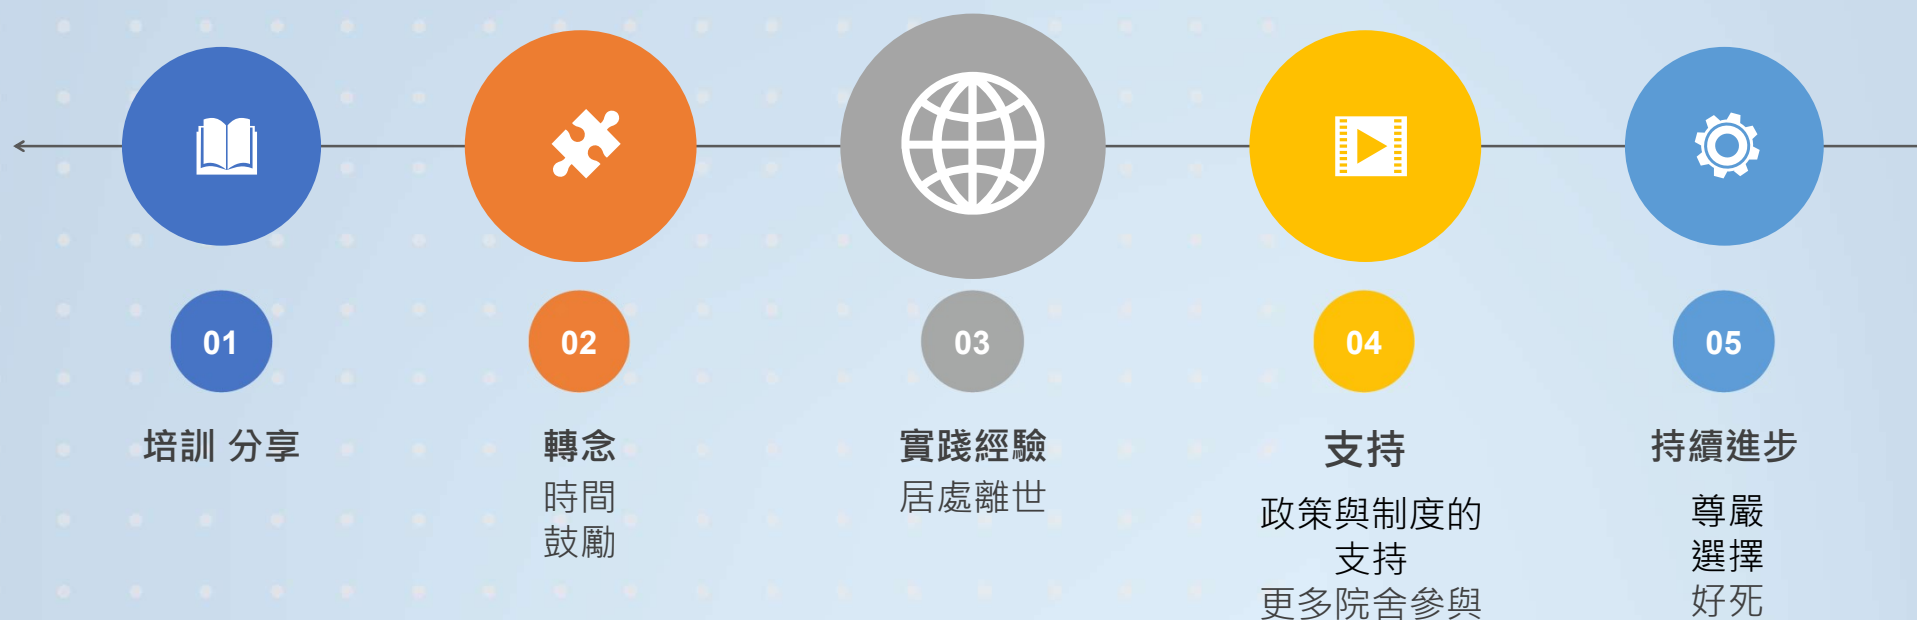 01
培訓 分享
02
轉念
時間
鼓勵
03
實踐經驗
居處離世
04
支持
政策與制度的
支持
更多院舍參與
05
持續進步
尊嚴
選擇
好死